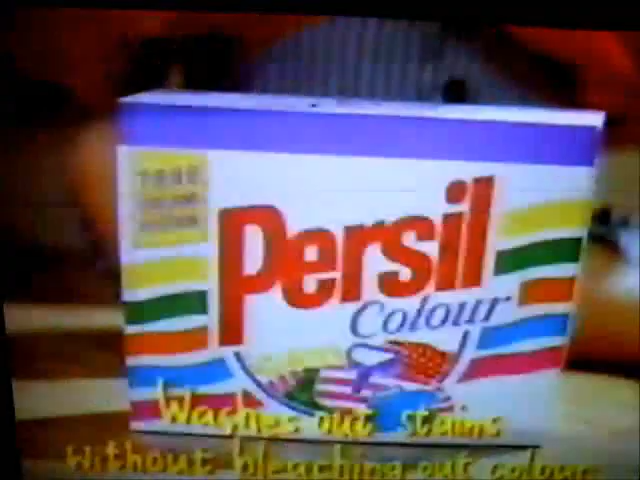 Persil
Colour
Washes out stains
Without bleaching out colour